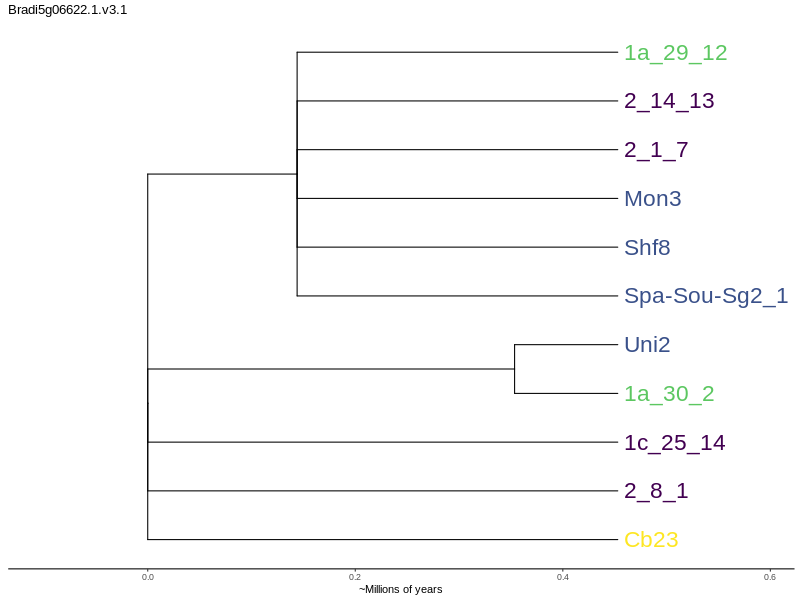 Bradi5g06622.1.v3.1
1a_29_12
2_14_13
2_1_7
Mon3
Shf8
Spa-Sou-Sg2_1
Uni2
1a_30_2
1c_25_14
2_8_1
Cb23
0.0 0.2 0.4 0.6
~Millions of years